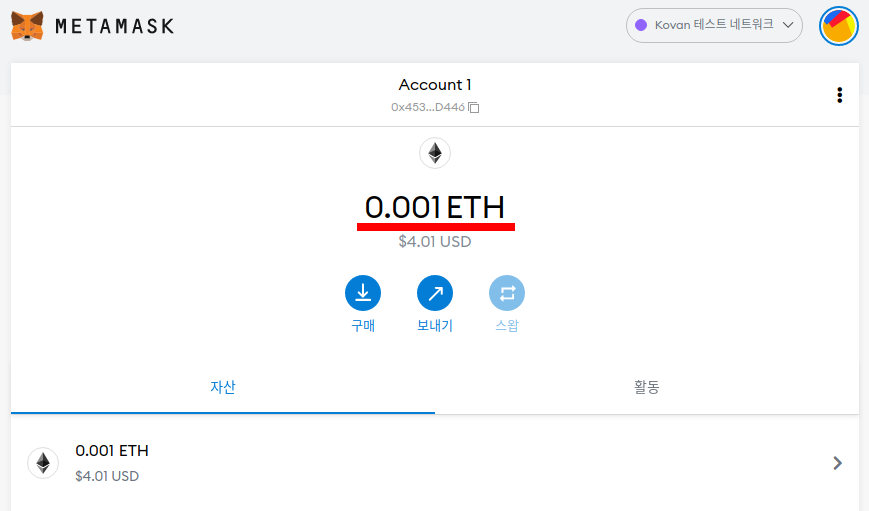 METAMASK
Kovan 테스트 네트워크
Account 1
0x453...D446
0.001 ETH
$4.01 USD
구매
보내기
스왑
자산
활동
0.001 ETH
$4.01 USD